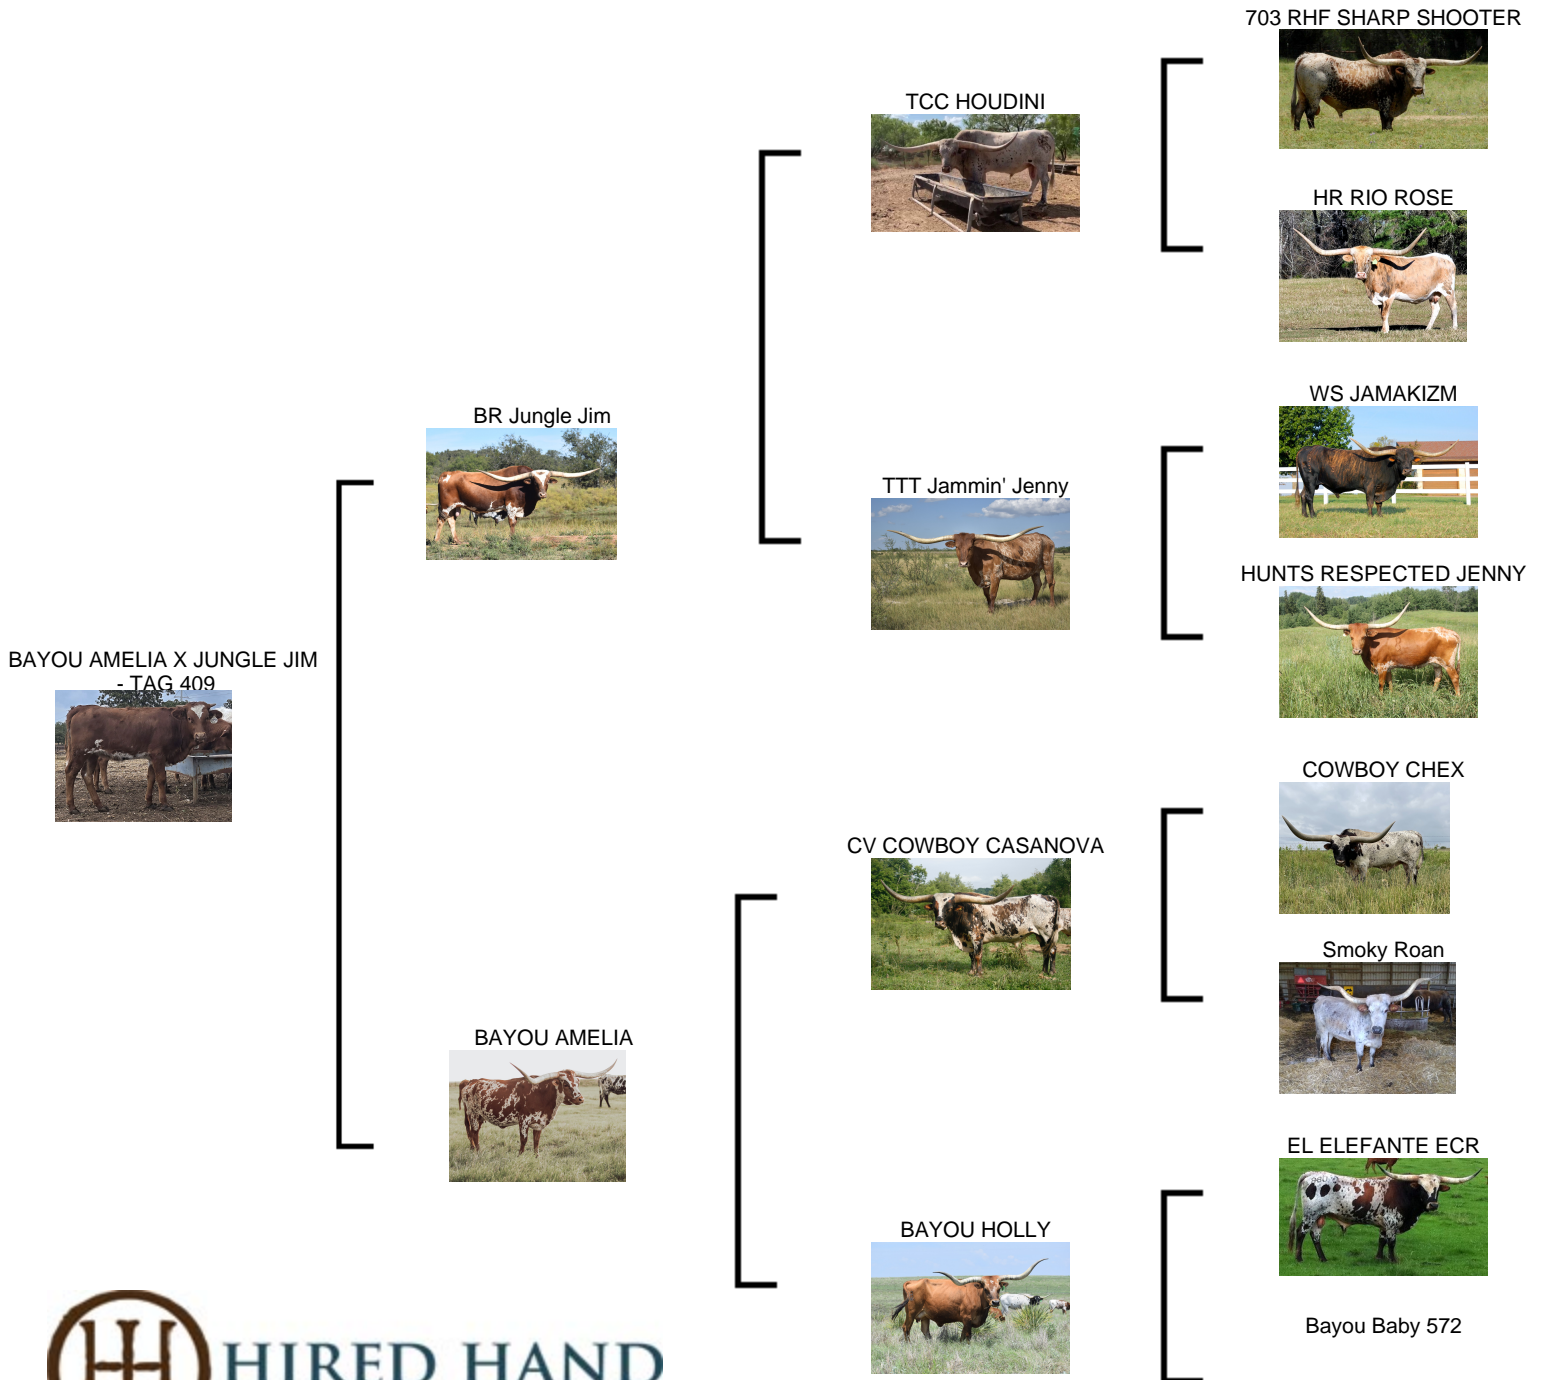 703 RHF SHARP SHOOTER
TCC HOUDINI
HR RIO ROSE
WS JAMAKIZM
BR Jungle Jim
TTT Jammin' Jenny
HUNTS RESPECTED JENNY
BAYOU AMELIA X JUNGLE JIM
- TAG 409
COWBOY CHEX
CV COWBOY CASANOVA
Smoky Roan
BAYOU AMELIA
EL ELEFANTE ECR
BAYOU HOLLY
Bayou Baby 572
HIRED HAND